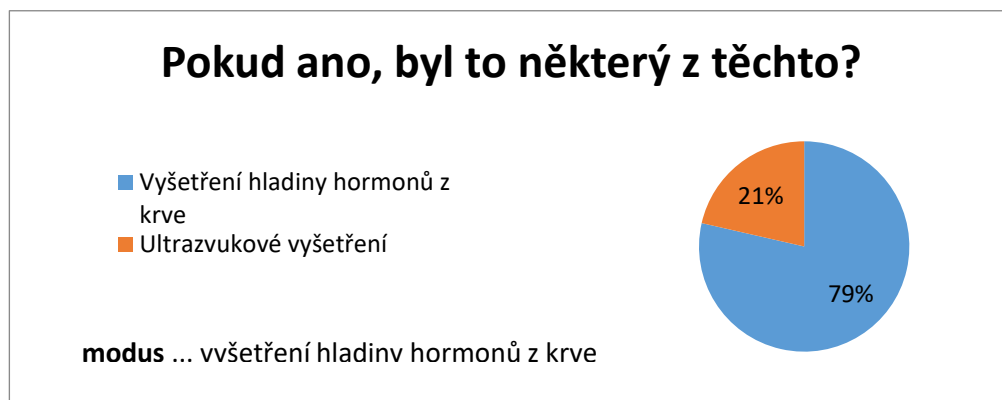 Pokud ano, byl to některý z těchto?
Vyšetření hladiny hormonů z
krve
Ultrazvukové vyšetření
21%
79%
modus ... vyšetření hladiny hormonů z krve